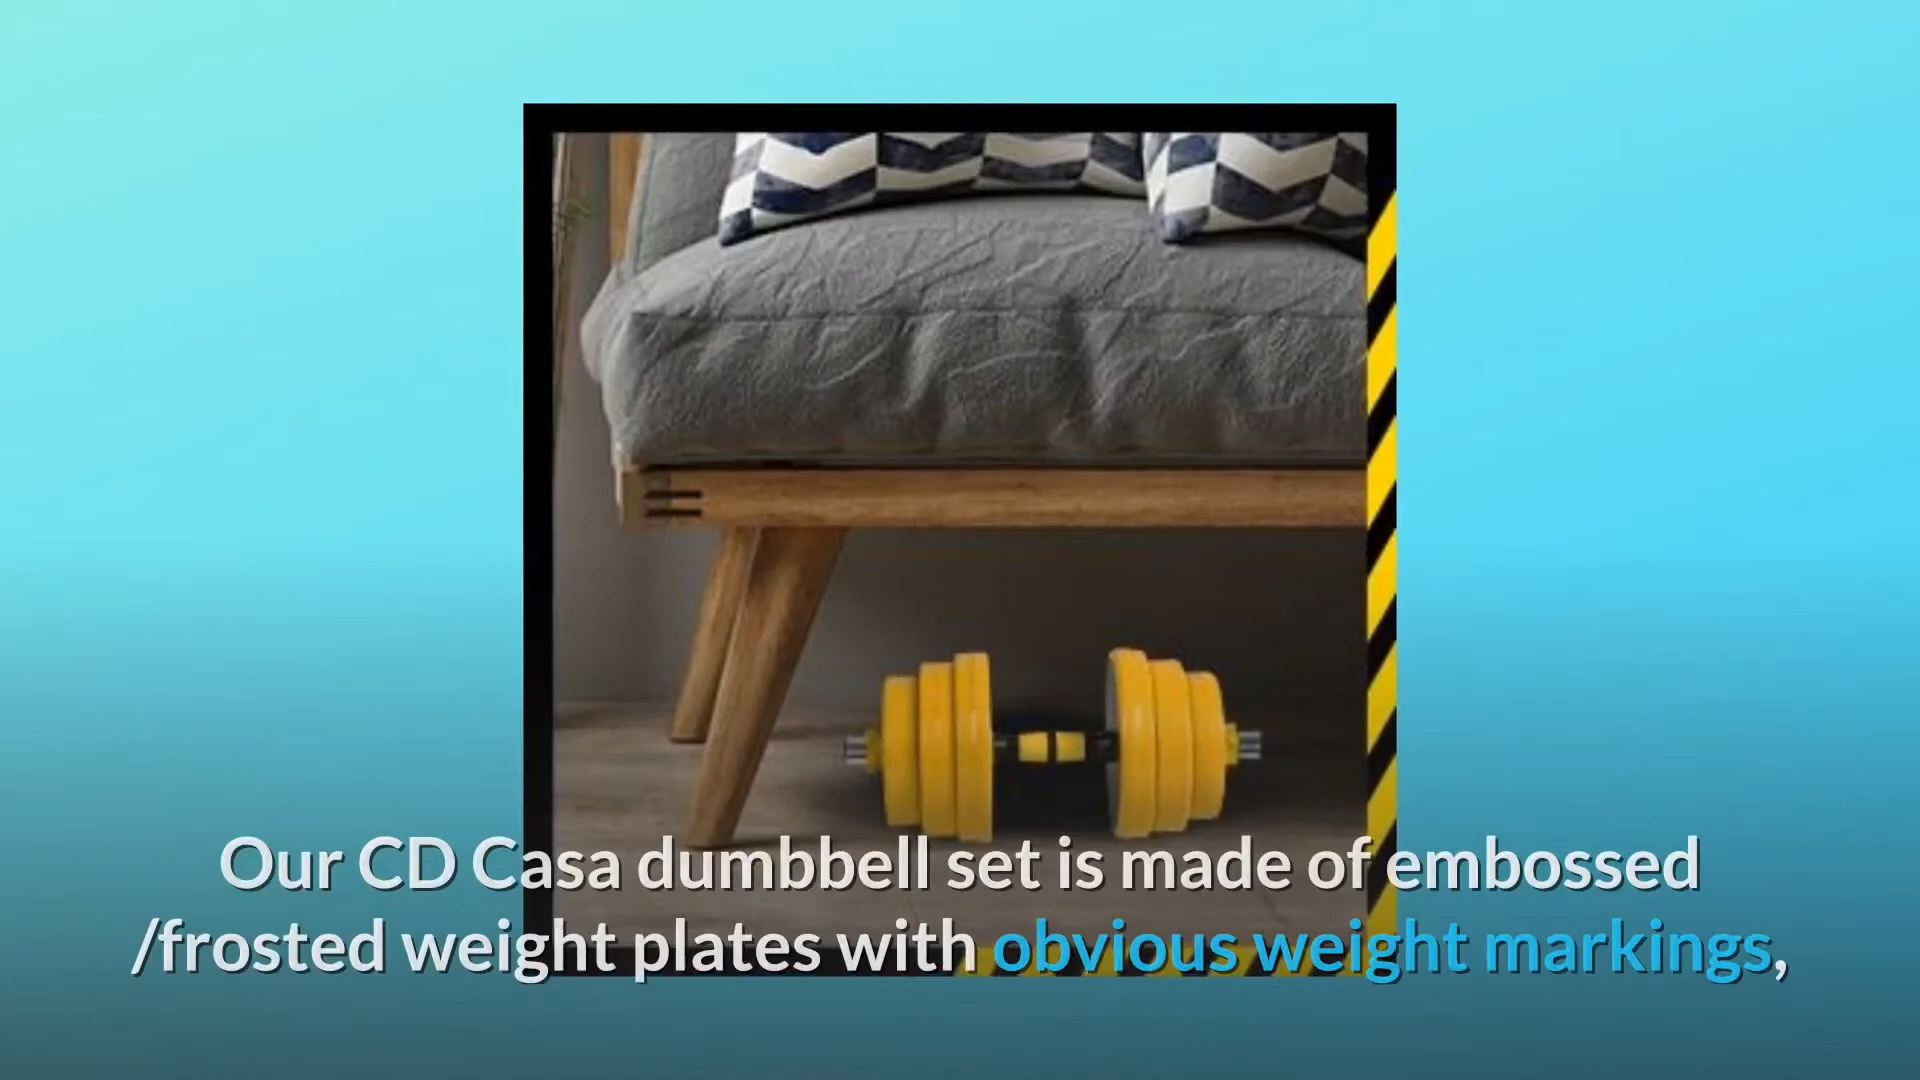 Our CD Casa dumbbell set is made of embossed
/frosted weight plates with obvious weight markings,